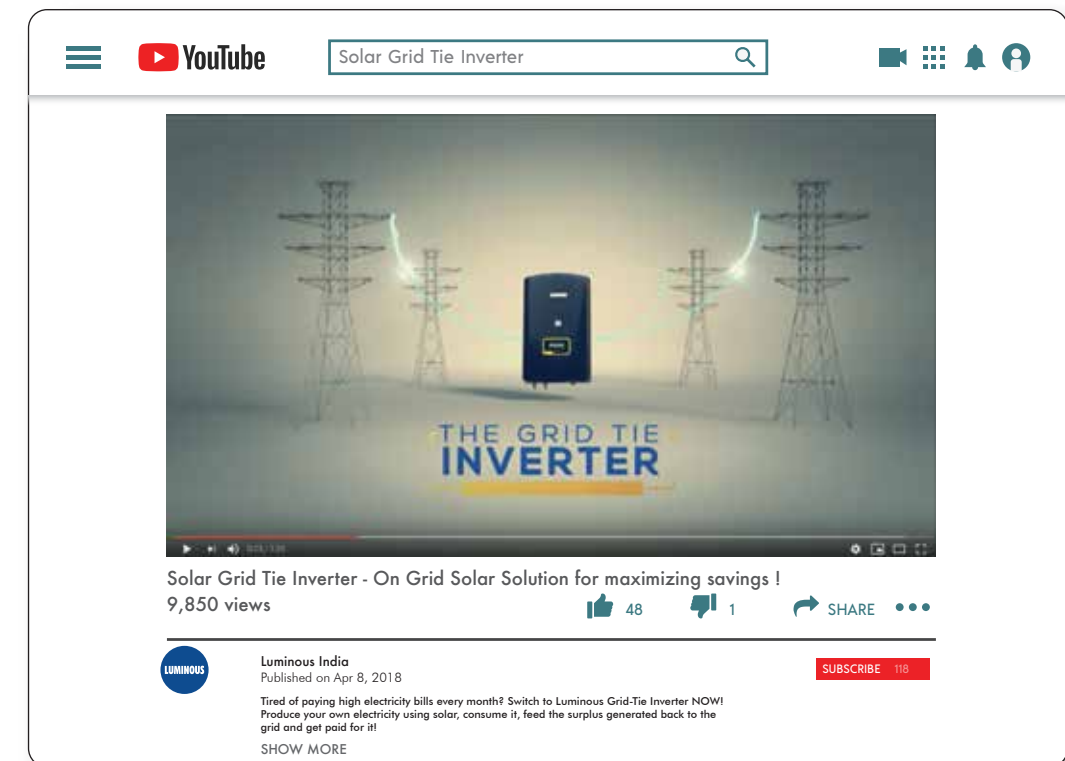 YouTube
Solar Grid Tie Inverter
THE GRID TIE
INVERTER
Solar Grid Tie Inverter - On Grid Solar Solution for maximizing savings !
9,850 views
48
1
SHARE
LUMINOUS
Luminous India
Published on Apr 8, 2018
SUBSCRIBE 118
Tired of paying high electricity bills every month? Switch to Luminous Grid-Tie Inverter NOW!
Produce your own electricity using solar, consume it, feed the surplus generated back to the
grid and get paid for it!
SHOW MORE